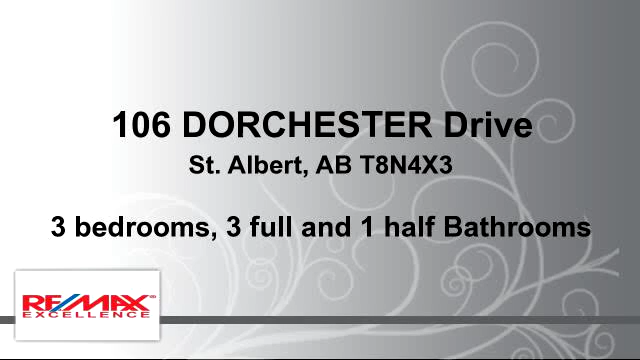 106 DORCHESTER Drive
St. Albert, AB T8N4X3
3 bedrooms, 3 full and 1 half Bathrooms
RE/MAX
EXCELLENCE